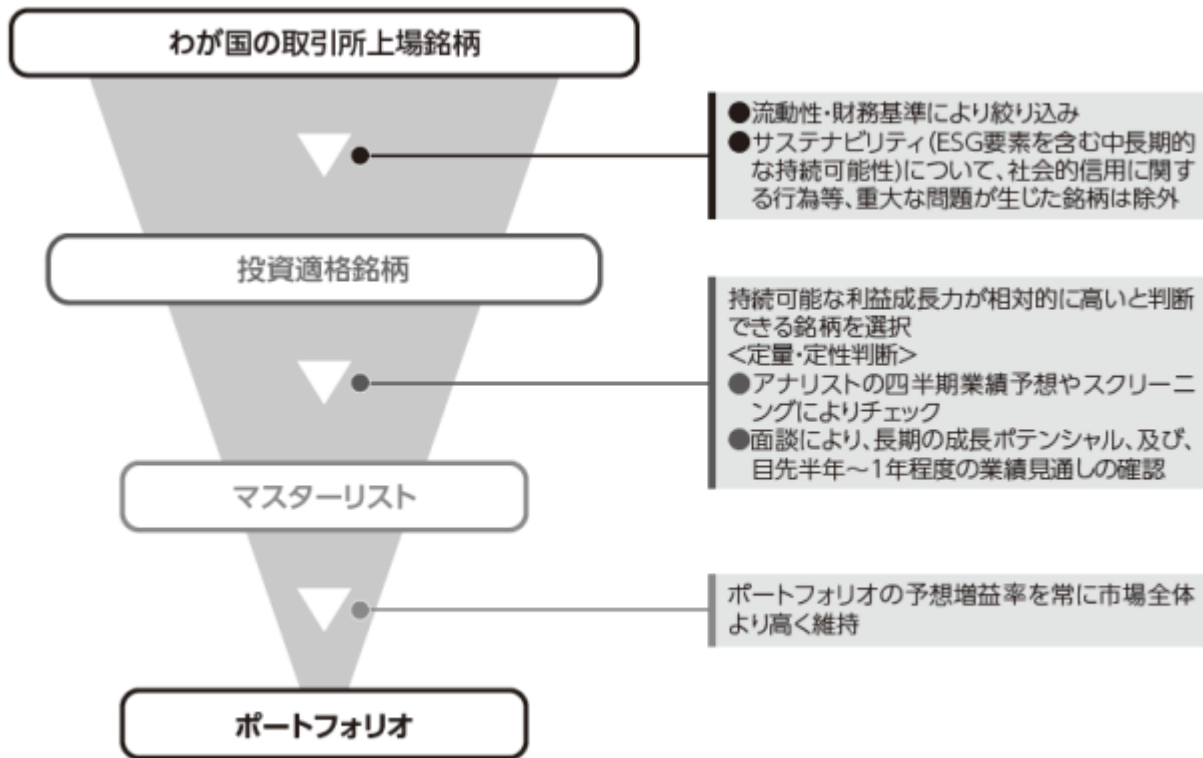 わが国の取引所上場銘柄
●流動性・財務基準により絞り込み
●サステナビリティ(ESG要素を含む中長期的
な持続可能性)について、社会的信用に関す
る行為等、重大な問題が生じた銘柄は除外
投資適格銘柄
持続可能な利益成長力が相対的に高いと判断
できる銘柄を選択
<定量・定性判断>
●アナリストの四半期業績予想やスクリーニ
ングによりチェック
●面談により、長期の成長ポテンシャル、及び、
目先半年〜1年程度の業績見通しの確認
マスターリスト
ポートフォリオの予想増益率を常に市場全体
より高く維持
ポートフォリオ